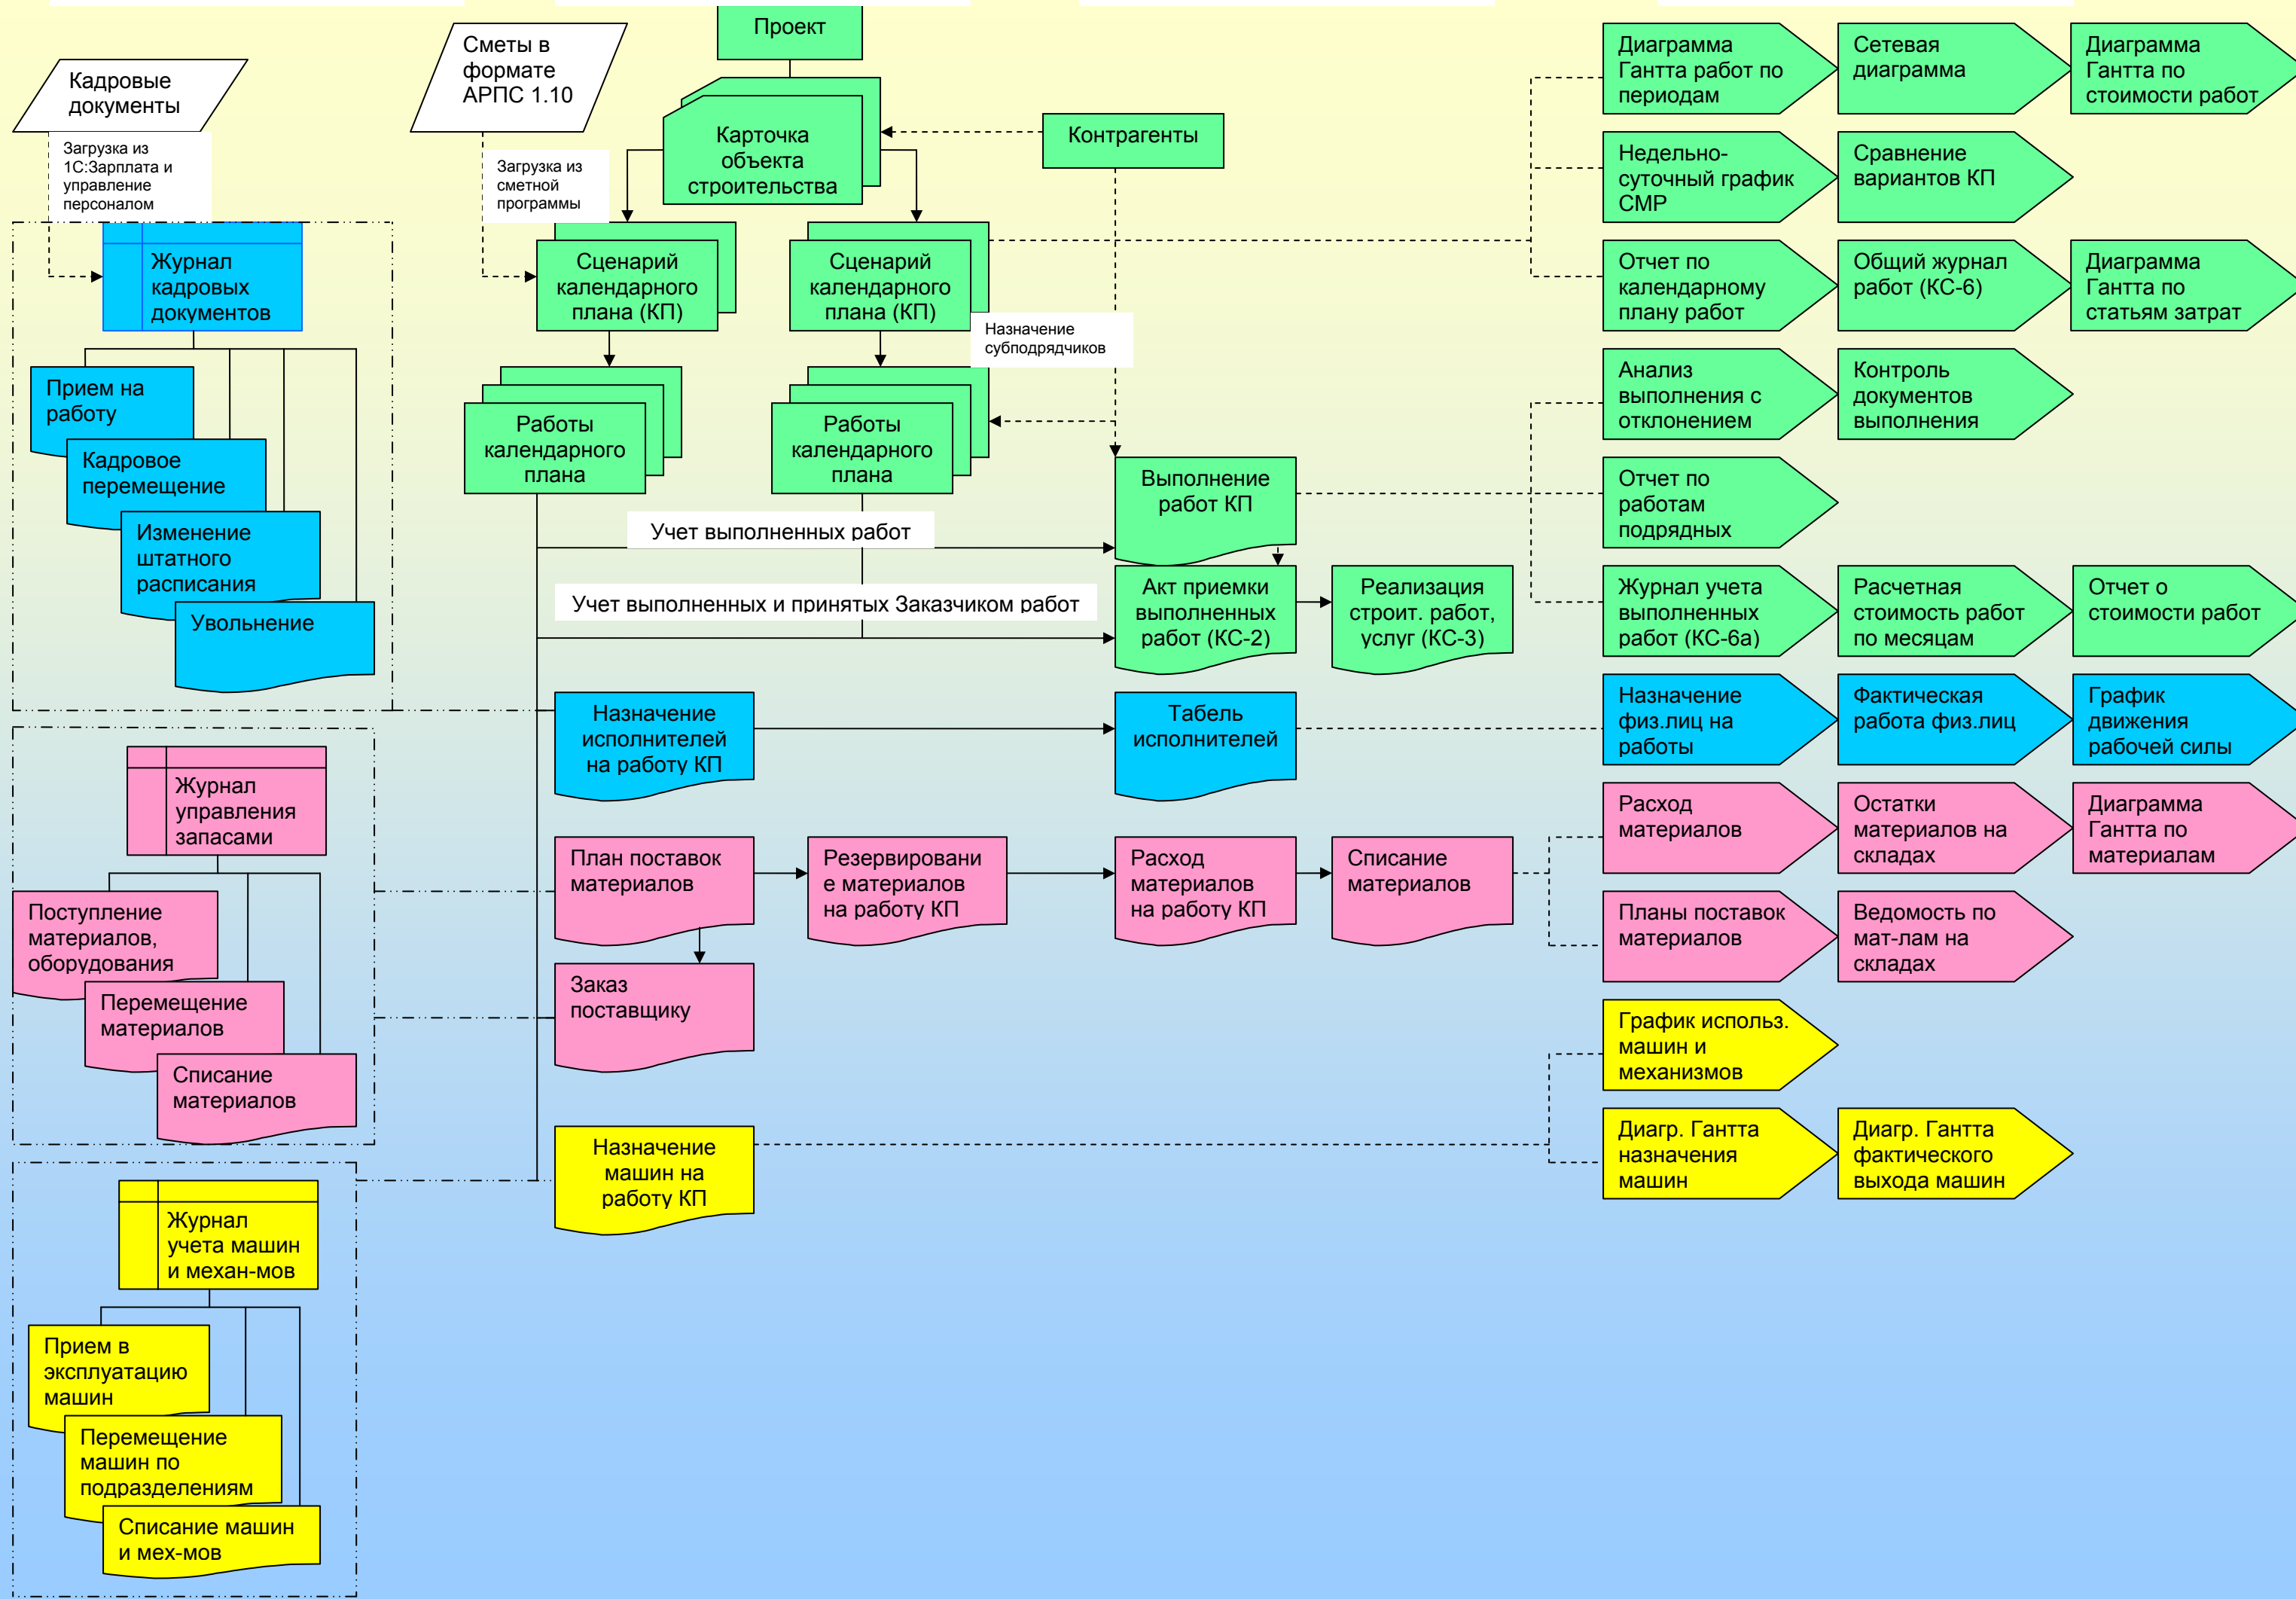 Проект
Сметы в
формате
АРПС 1.10
Кадровые
документы
Загрузка из
1С:Зарплата и
управление
персоналом
Загрузка из
сметной
программы
Карточка
объекта
строительства
Контрагенты
Журнал
кадровых
документов
Прием на
работу
Кадровое
перемещение
Изменение
штатного
расписания
Увольнение
Сценарий
календарного
плана (КП)
Сценарий
календарного
плана (КП)
Назначение
субподрядчиков
Работы
календарного
плана
Работы
календарного
плана
Выполнение
работ КП
Учет выполненных работ
Учет выполненных и принятых Заказчиком работ
Акт приемки
выполненных
работ (КС-2)
Реализация
строит. работ,
услуг (КС-3)
Назначение
исполнителей
на работу КП
Табель
исполнителей
Журнал
управления
запасами
Поступление
материалов,
оборудования
Перемещение
материалов
Списание
материалов
План поставок
материалов
Резервировани
е материалов
на работу КП
Расход
материалов
на работу КП
Списание
материалов
Заказ
поставщику
Назначение
машин на
работу КП
Журнал
учета машин
и механ-мов
Прием в
эксплуатацию
машин
Перемещение
машин по
подразделениям
Списание машин
и мех-мов
Диаграмма
Гантта работ по
периодам
Сетевая
диаграмма
Диаграмма
Гантта по
стоимости работ
Недельно-
суточный график
СМР
Сравнение
вариантов КП
Отчет по
календарному
плану работ
Общий журнал
работ (КС-6)
Диаграмма
Гантта по
статьям затрат
Анализ
выполнения с
отклонением
Контроль
документов
выполнения
Отчет по
работам
подрядных
Журнал учета
выполненных
работ (КС-6а)
Расчетная
стоимость работ
по месяцам
Отчет о
стоимости работ
Назначение
физ.лиц на
работы
Фактическая
работа физ.лиц
График
движения
рабочей силы
Расход
материалов
Остатки
материалов на
складах
Диаграмма
Гантта по
материалам
Планы поставок
материалов
Ведомость по
мат-лам на
складах
График использ.
машин и
механизмов
Диагр. Гантта
назначения
машин
Диагр. Гантта
фактического
выхода машин